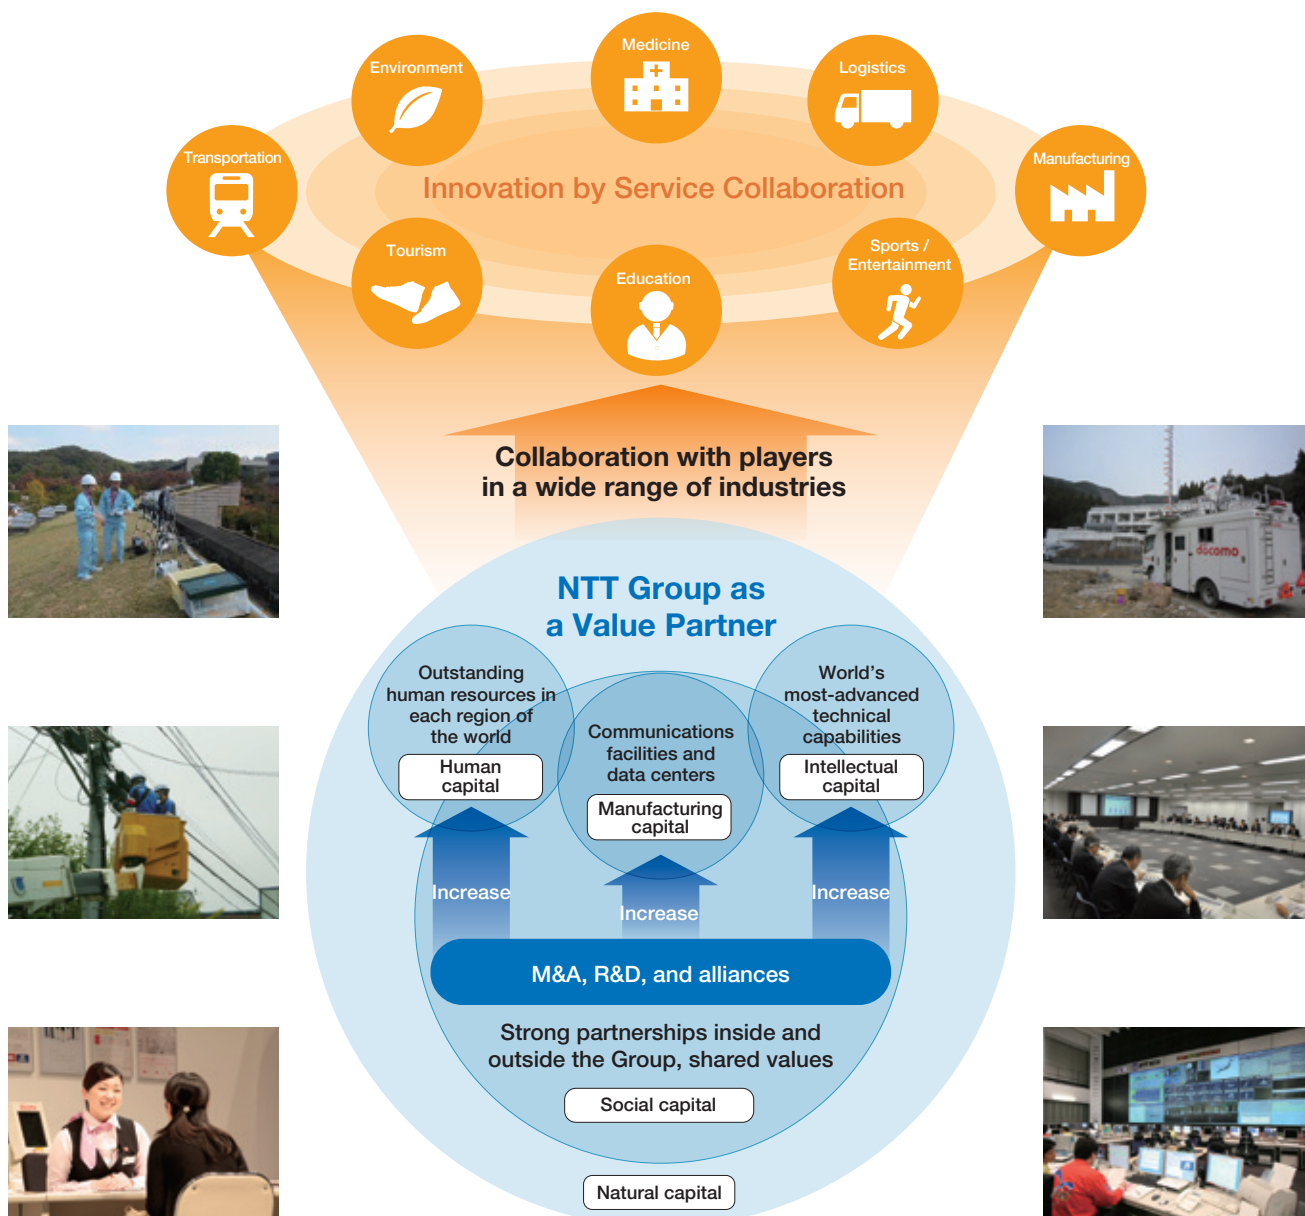 Medicine
Environment
Logistics
Transportation
Manufacturing
Innovation by Service Collaboration
Tourism
Education
Sports /
Entertainment
Collaboration with players
in a wide range of industries
döcomo
NTT Group as
a Value Partner
Outstanding
human resources in
each region of
the world
Human
capital
Communications
facilities and
data centers
Manufacturing
capital
World's
most-advanced
technical
capabilities
Intellectual
capital
Increase
Increase
Increase
M&A, R&D, and alliances
Strong partnerships inside and
outside the Group, shared values
Social capital
Natural capital